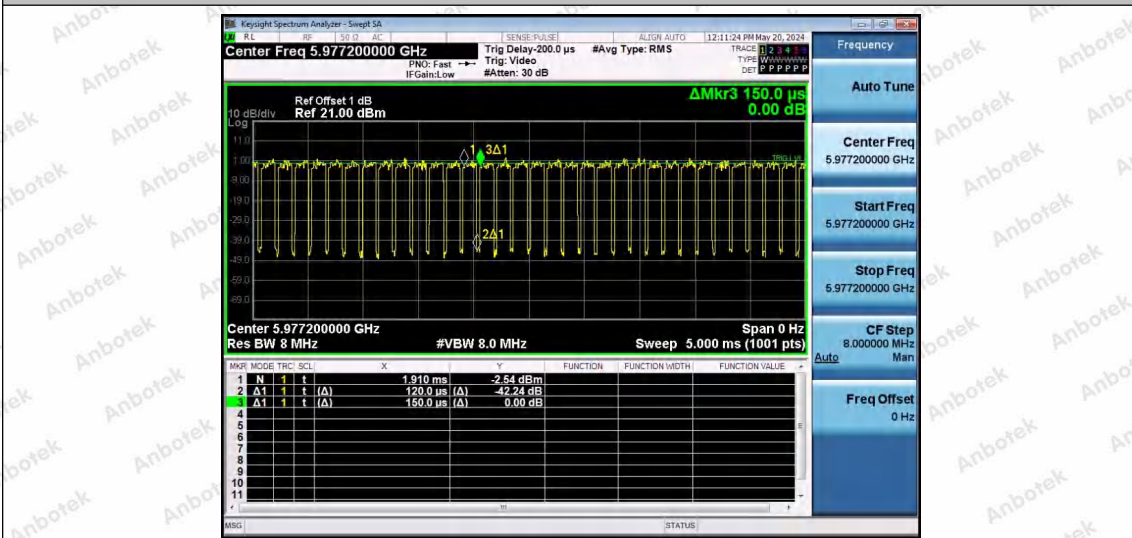 Keysight Spectrum Analyzer - Swept SA
RL RF 50 Ω AC SENSE:PULSE ALIGN AUTO 12:11:24 PM May 20, 2024
Center Freq 5.977200000 GHz
PNO: Fast
IFGain:Low
Trig Delay-200.0 µs
Trig: Video
#Atten: 30 dB
#Avg Type: RMS
TRACE 1 2 3 4 5 6
TYPE W
DET P P P P P P
Frequency
ΔMkr3 150.0 µs
0.00 dB
10 dB/div
Log
Ref Offset 1 dB
Ref 21.00 dBm
11.0
1.00
-9.00
-19.0
-29.0
-39.0
-49.0
-59.0
-69.0
1
3Δ1
2Δ1
Center 5.977200000 GHz
Span 0 Hz
Res BW 8 MHz
#VBW 8.0 MHz
Sweep 5.000 ms (1001 pts)
MKR MODE TRC SCL X Y FUNCTION FUNCTION WIDTH FUNCTION VALUE
1 N 1 t 1.910 ms -2.54 dBm
2 Δ1 1 t (Δ) 120.0 µs (Δ) -42.24 dB
3 Δ1 1 t (Δ) 150.0 µs (Δ) 0.00 dB
4
5
6
7
8
9
10
11
MSG
STATUS
Auto Tune
Center Freq
5.977200000 GHz
Start Freq
5.977200000 GHz
Stop Freq
5.977200000 GHz
CF Step
8.000000 MHz
Auto Man
Freq Offset
0 Hz
Anbotek